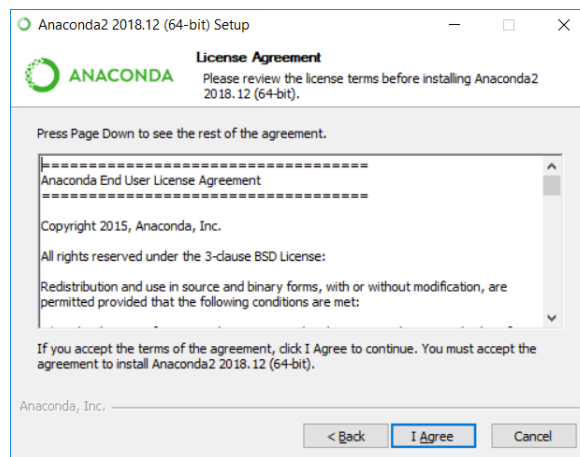 Anaconda2 2018.12 (64-bit) Setup
ANACONDA
License Agreement
Please review the license terms before installing Anaconda2
2018.12 (64-bit).
Press Page Down to see the rest of the agreement.
===================================
Anaconda End User License Agreement
===================================
Copyright 2015, Anaconda, Inc.
All rights reserved under the 3-clause BSD License:
Redistribution and use in source and binary forms, with or without modification, are
permitted provided that the following conditions are met:
If you accept the terms of the agreement, click I Agree to continue. You must accept the
agreement to install Anaconda2 2018.12 (64-bit).
Anaconda, Inc.
< Back
I Agree
Cancel